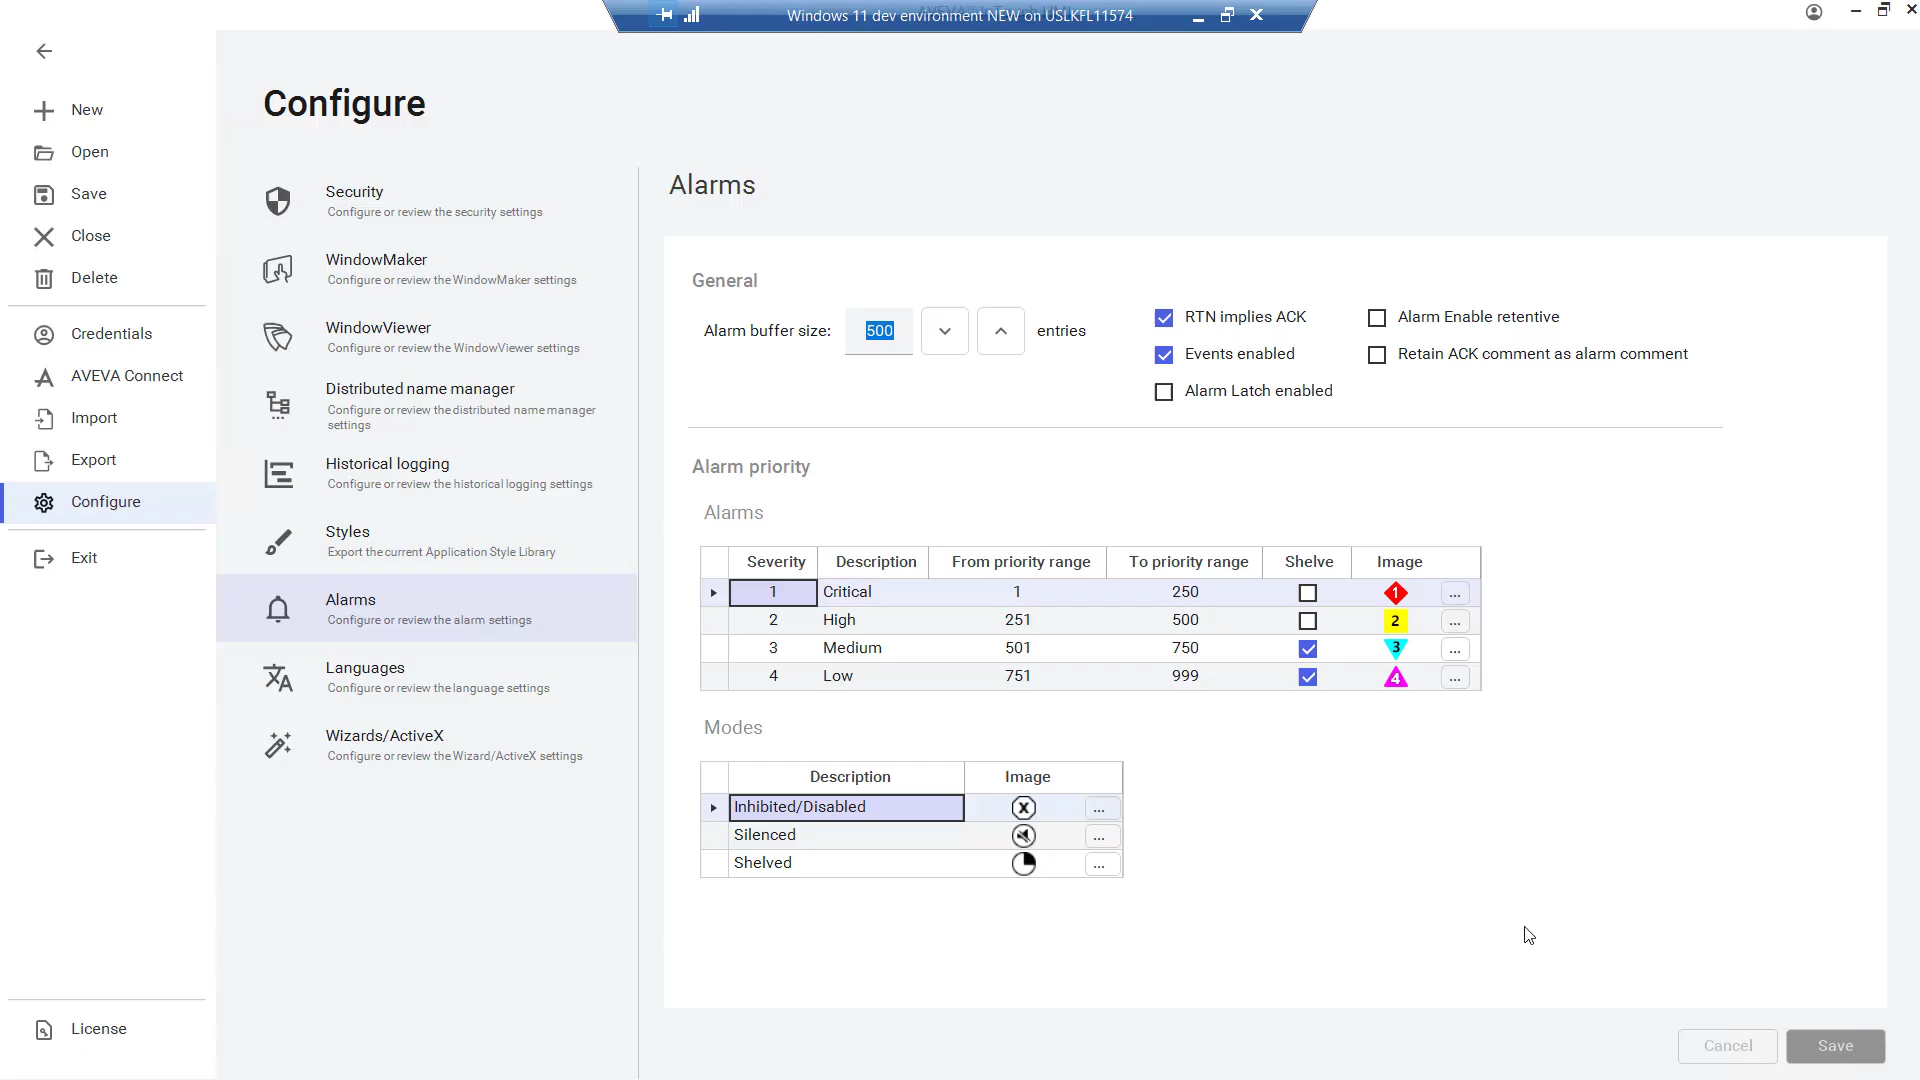 Windows 11 dev environment NEW on USLKFL11574
New
Open
Save
Close
Delete
Credentials
AVEVA Connect
Import
Export
Configure
Exit
License
Configure
Security
Configure or review the security settings
WindowMaker
Configure or review the WindowMaker settings
WindowViewer
Configure or review the WindowViewer settings
Distributed name manager
Configure or review the distributed name manager
settings
Historical logging
Configure or review the historical logging settings
Styles
Export the current Application Style Library
Alarms
Configure or review the alarm settings
Languages
Configure or review the language settings
Wizards/ActiveX
Configure or review the Wizard/ActiveX settings
Alarms
General
Alarm buffer size: 500 entries
RTN implies ACK Alarm Enable retentive
Events enabled Retain ACK comment as alarm comment
Alarm Latch enabled
Alarm priority
Alarms
Severity Description From priority range To priority range Shelve Image
1 Critical 1 250 1 ...
2 High 251 500 2 ...
3 Medium 501 750 3 ...
4 Low 751 999 4 ...
Modes
Description Image
Inhibited/Disabled X ...
Silenced ...
Shelved ...
Cancel Save